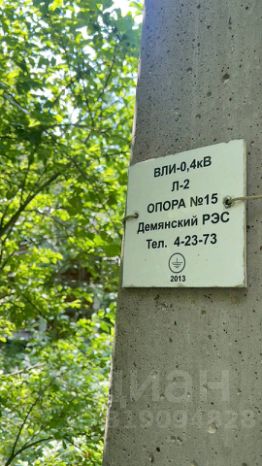 ВЛИ-0,4кВ
Л-2
ОПОРА №15
Демянский РЭС
Тел. 4-23-73
2013